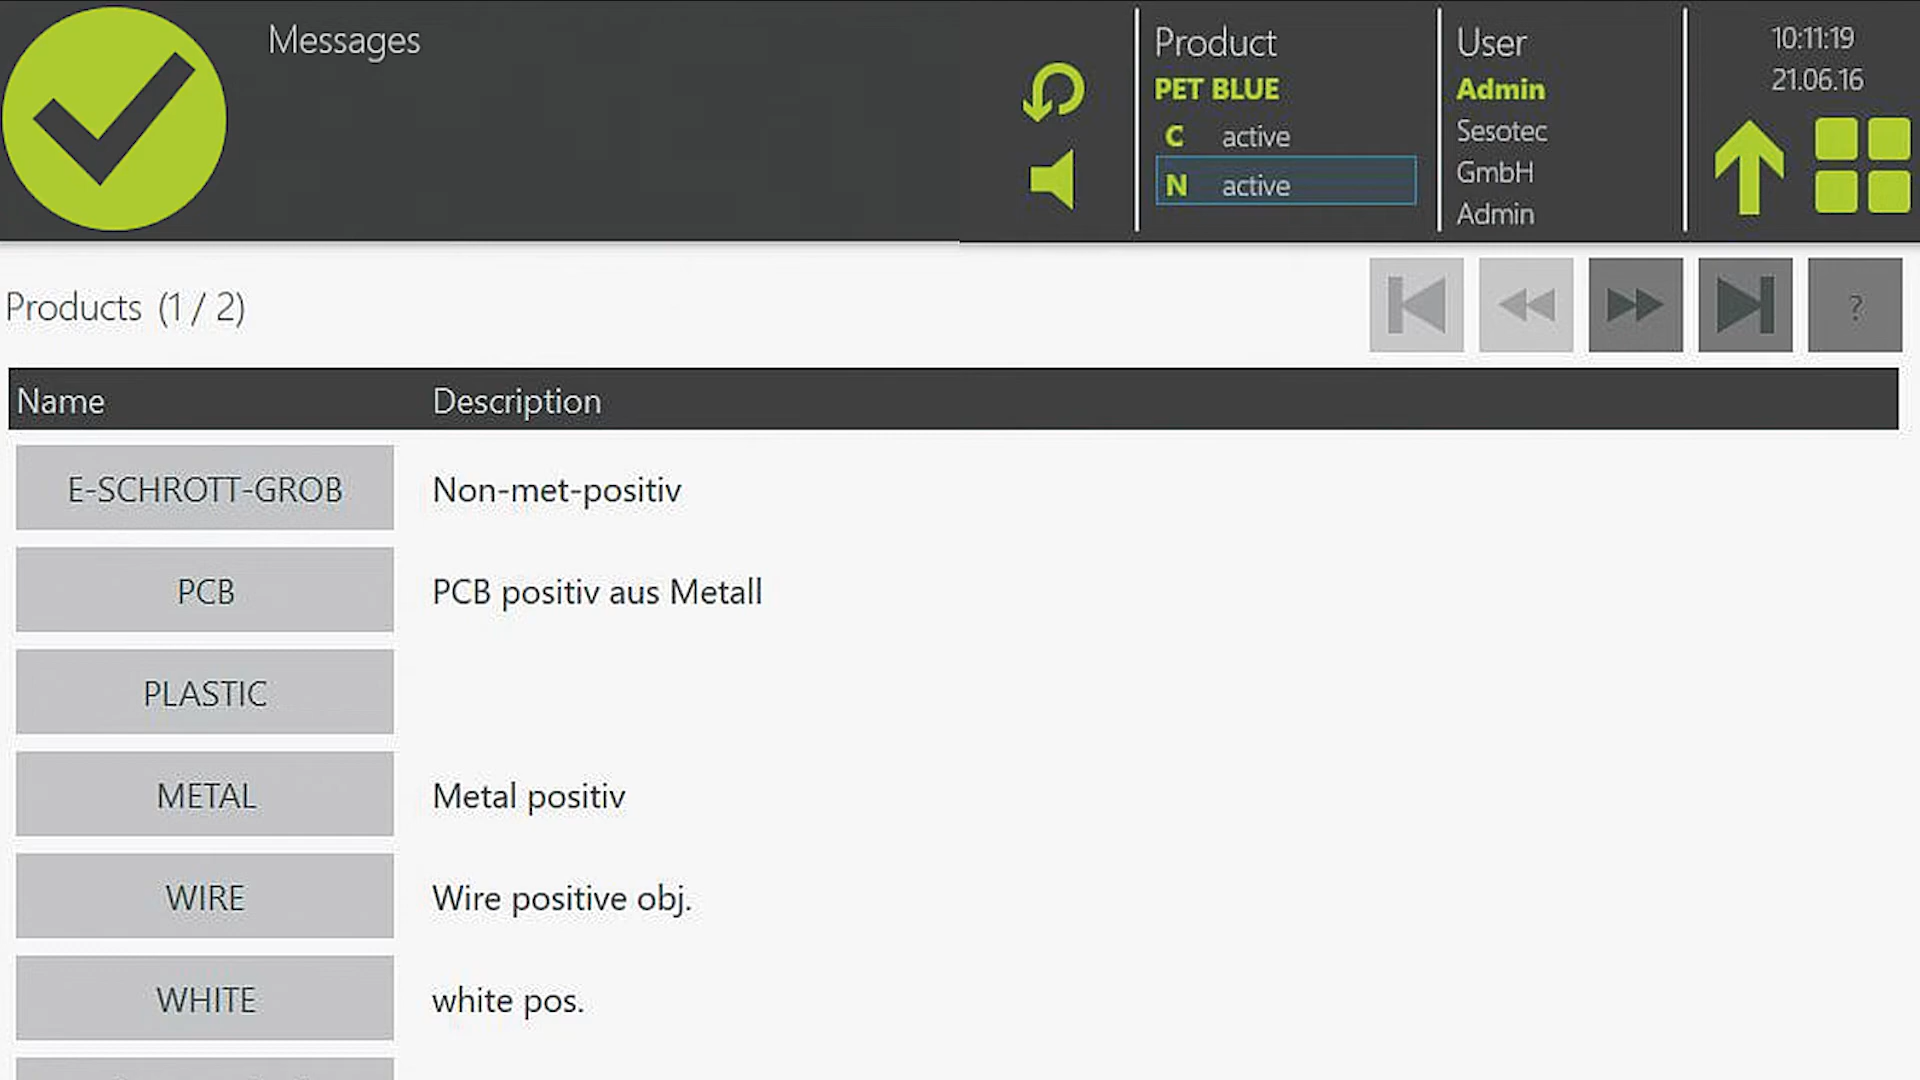 Messages
Product
PET BLUE
C active
N active
User
Admin
Sesotec
GmbH
Admin
10:11:19
21.06.16
Products (1 / 2)
?
Name Description
E-SCHROTT-GROB Non-met-positiv
PCB PCB positiv aus Metall
PLASTIC
METAL Metal positiv
WIRE Wire positive obj.
WHITE white pos.